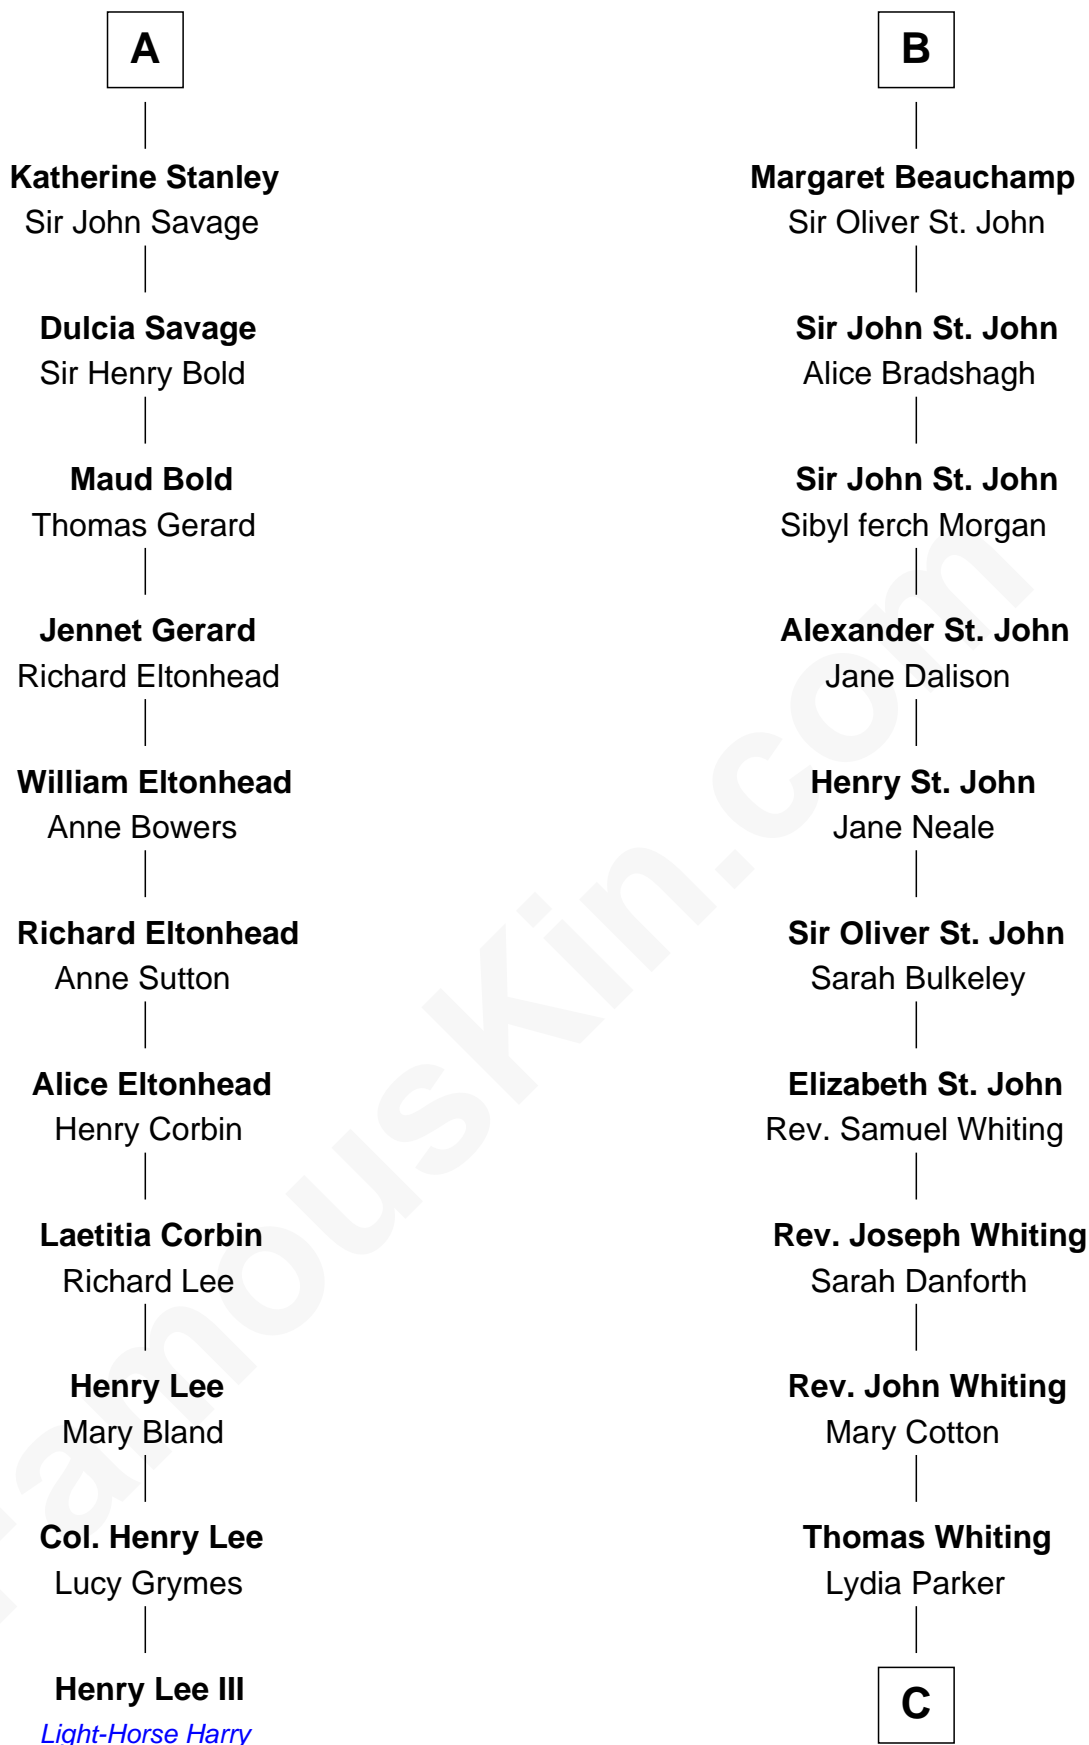 A
Katherine Stanley
Sir John Savage
Dulcia Savage
Sir Henry Bold
Maud Bold
Thomas Gerard
Jennet Gerard
Richard Eltonhead
William Eltonhead
Anne Bowers
Richard Eltonhead
Anne Sutton
Alice Eltonhead
Henry Corbin
Laetitia Corbin
Richard Lee
Henry Lee
Mary Bland
Col. Henry Lee
Lucy Grymes
Henry Lee III
Light-Horse Harry
B
Margaret Beauchamp
Sir Oliver St. John
Sir John St. John
Alice Bradshagh
Sir John St. John
Sibyl ferch Morgan
Alexander St. John
Jane Dalison
Henry St. John
Jane Neale
Sir Oliver St. John
Sarah Bulkeley
Elizabeth St. John
Rev. Samuel Whiting
Rev. Joseph Whiting
Sarah Danforth
Rev. John Whiting
Mary Cotton
Thomas Whiting
Lydia Parker
C
FamousKin.com